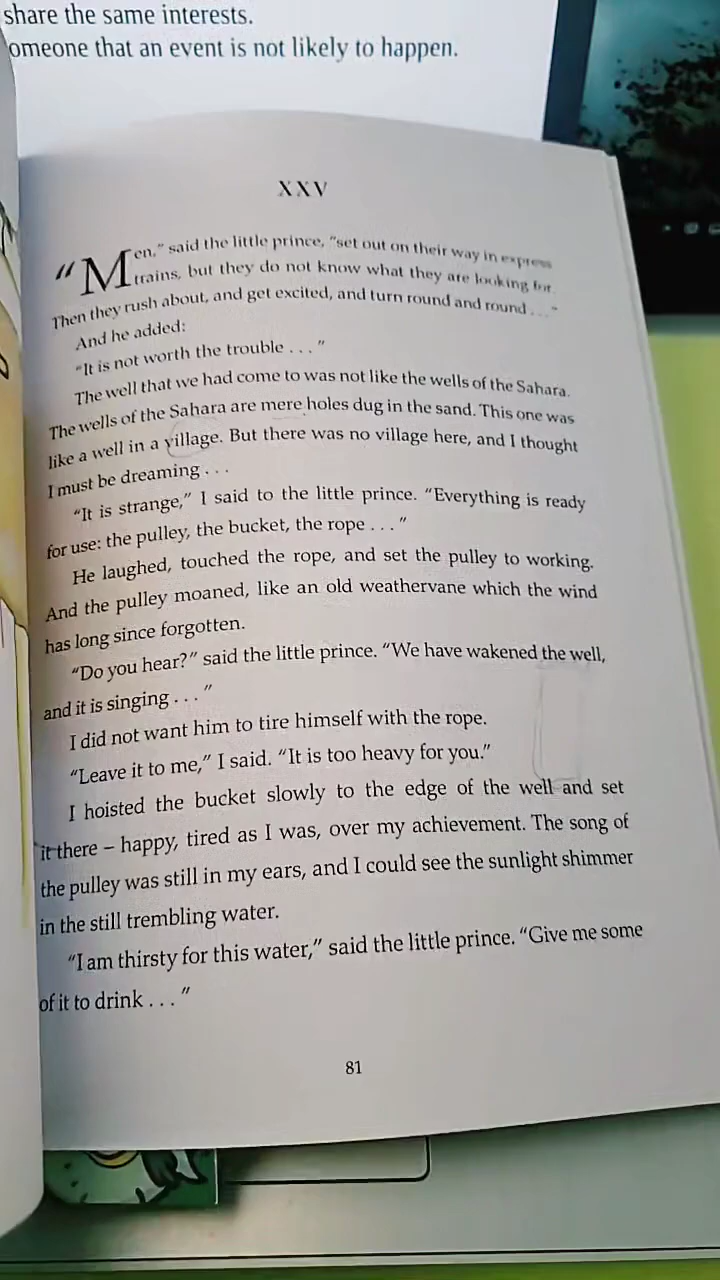 share the same interests.
omeone that an event is not likely to happen.
XXV
“Men,” said the little prince, “set out on their way in express
trains, but they do not know what they are looking for.
Then they rush about, and get excited, and turn round and round . . .”
And he added:
“It is not worth the trouble . . .”
The well that we had come to was not like the wells of the Sahara.
The wells of the Sahara are mere holes dug in the sand. This one was
like a well in a village. But there was no village here, and I thought
I must be dreaming . . .
“It is strange,” I said to the little prince. “Everything is ready
for use: the pulley, the bucket, the rope . . .”
He laughed, touched the rope, and set the pulley to working.
And the pulley moaned, like an old weathervane which the wind
has long since forgotten.
“Do you hear?” said the little prince. “We have wakened the well,
and it is singing . . .”
I did not want him to tire himself with the rope.
“Leave it to me,” I said. “It is too heavy for you.”
I hoisted the bucket slowly to the edge of the well and set
it there – happy, tired as I was, over my achievement. The song of
the pulley was still in my ears, and I could see the sunlight shimmer
in the still trembling water.
“I am thirsty for this water,” said the little prince. “Give me some
of it to drink . . .”
81